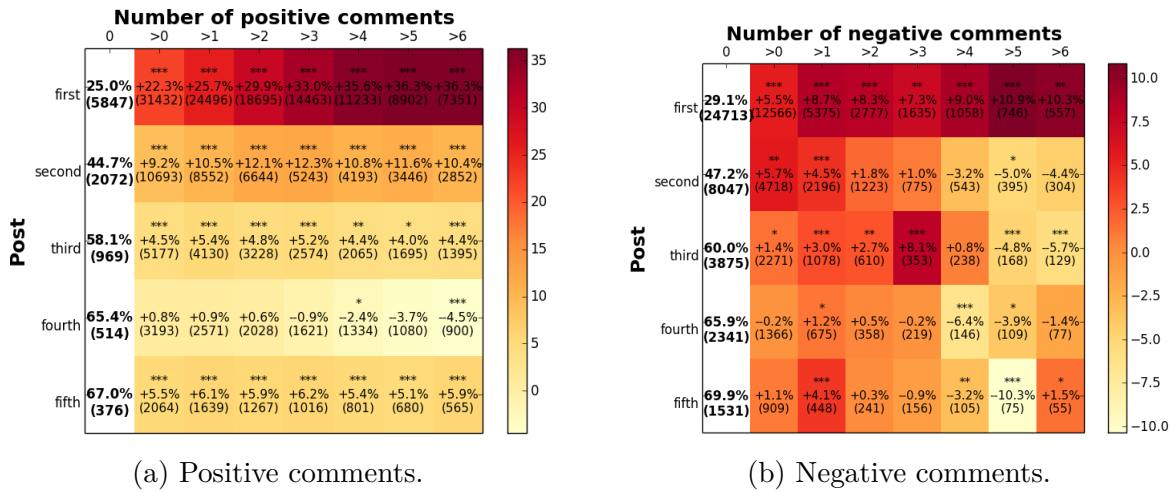 Number of positive comments
0 >0 >1 >2 >3 >4 >5 >6
Post
first
25.0%
(5847)
*** *** *** *** *** *** ***
+22.3% +25.7% +29.9% +33.0% +35.6% +36.3% +36.3%
(31432) (24496) (18695) (14463) (11233) (8902) (7351)
second
44.7%
(2072)
*** *** *** *** *** *** ***
+9.2% +10.5% +12.1% +12.3% +10.8% +11.6% +10.4%
(10693) (8552) (6644) (5243) (4193) (3446) (2852)
third
58.1%
(969)
*** *** *** *** ** * ***
+4.5% +5.4% +4.8% +5.2% +4.4% +4.0% +4.4%
(5177) (4130) (3228) (2574) (2065) (1695) (1395)
fourth
65.4%
(514)
* ***
+0.8% +0.9% +0.6% −0.9% −2.4% −3.7% −4.5%
(3193) (2571) (2028) (1621) (1334) (1080) (900)
fifth
67.0%
(376)
*** *** *** *** *** *** ***
+5.5% +6.1% +5.9% +6.2% +5.4% +5.1% +5.9%
(2064) (1639) (1267) (1016) (801) (680) (565)
35
30
25
20
15
10
5
0
(a) Positive comments.
Number of negative comments
0 >0 >1 >2 >3 >4 >5 >6
Post
first
29.1%
(24713)
*** *** *** ** *** *** **
+5.5% +8.7% +8.3% +7.3% +9.0% +10.9% +10.3%
(12566) (5375) (2777) (1635) (1058) (746) (557)
second
47.2%
(8047)
** *** *
+5.7% +4.5% +1.8% +1.0% −3.2% −5.0% −4.4%
(4718) (2196) (1223) (775) (543) (395) (304)
third
60.0%
(3875)
* *** ** *** *** ***
+1.4% +3.0% +2.7% +8.1% +0.8% −4.8% −5.7%
(2271) (1078) (610) (353) (238) (168) (129)
fourth
65.9%
(2341)
* *** *
−0.2% +1.2% +0.5% −0.2% −6.4% −3.9% −1.4%
(1366) (675) (358) (219) (146) (109) (77)
fifth
69.9%
(1531)
*** ** *** *
+1.1% +4.1% +0.3% −0.9% −3.2% −10.3% +1.5%
(909) (448) (241) (156) (105) (75) (55)
10.0
7.5
5.0
2.5
0.0
−2.5
−5.0
−7.5
−10.0
(b) Negative comments.